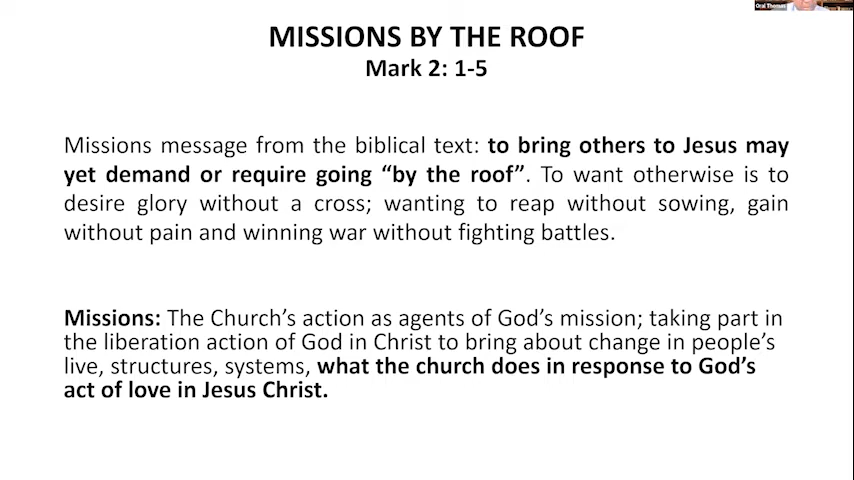 Oral Thomas
MISSIONS BY THE ROOF
Mark 2: 1-5
Missions message from the biblical text: to bring others to Jesus may
yet demand or require going “by the roof”. To want otherwise is to
desire glory without a cross; wanting to reap without sowing, gain
without pain and winning war without fighting battles.
Missions: The Church’s action as agents of God’s mission; taking part in
the liberation action of God in Christ to bring about change in people’s
live, structures, systems, what the church does in response to God’s
act of love in Jesus Christ.